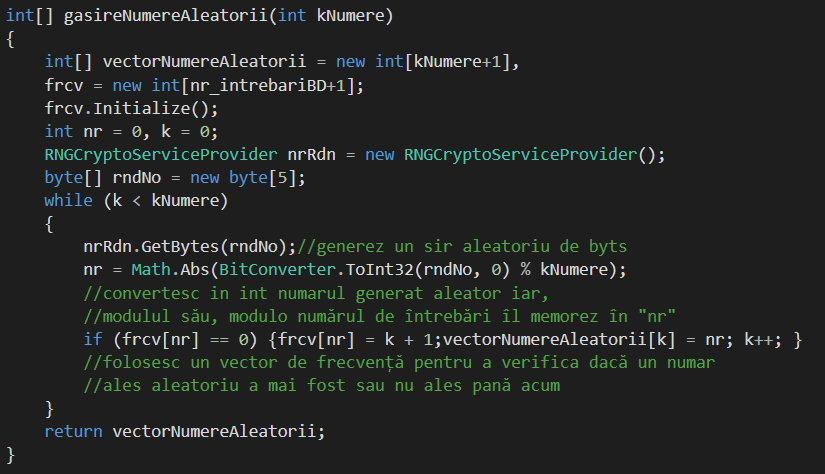 int[] gasireNumereAleatorii(int kNumere)
{
    int[] vectorNumereAleatorii = new int[kNumere+1],
    frcv = new int[nr_intrebariBD+1];
    frcv.Initialize();
    int nr = 0, k = 0;
    RNGCryptoServiceProvider nrRdn = new RNGCryptoServiceProvider();
    byte[] rndNo = new byte[5];
    while (k < kNumere)
    {
        nrRdn.GetBytes(rndNo);//generez un sir aleatoriu de byts
        nr = Math.Abs(BitConverter.ToInt32(rndNo, 0) % kNumere);
        //convertesc in int numarul generat aleator iar,
        //modulul său, modulo numărul de întrebări îl memorez în "nr"
        if (frcv[nr] == 0) {frcv[nr] = k + 1;vectorNumereAleatorii[k] = nr; k++; }
        //folosesc un vector de frecvență pentru a verifica dacă un numar
        //ales aleatoriu a mai fost sau nu ales pană acum
    }
    return vectorNumereAleatorii;
}